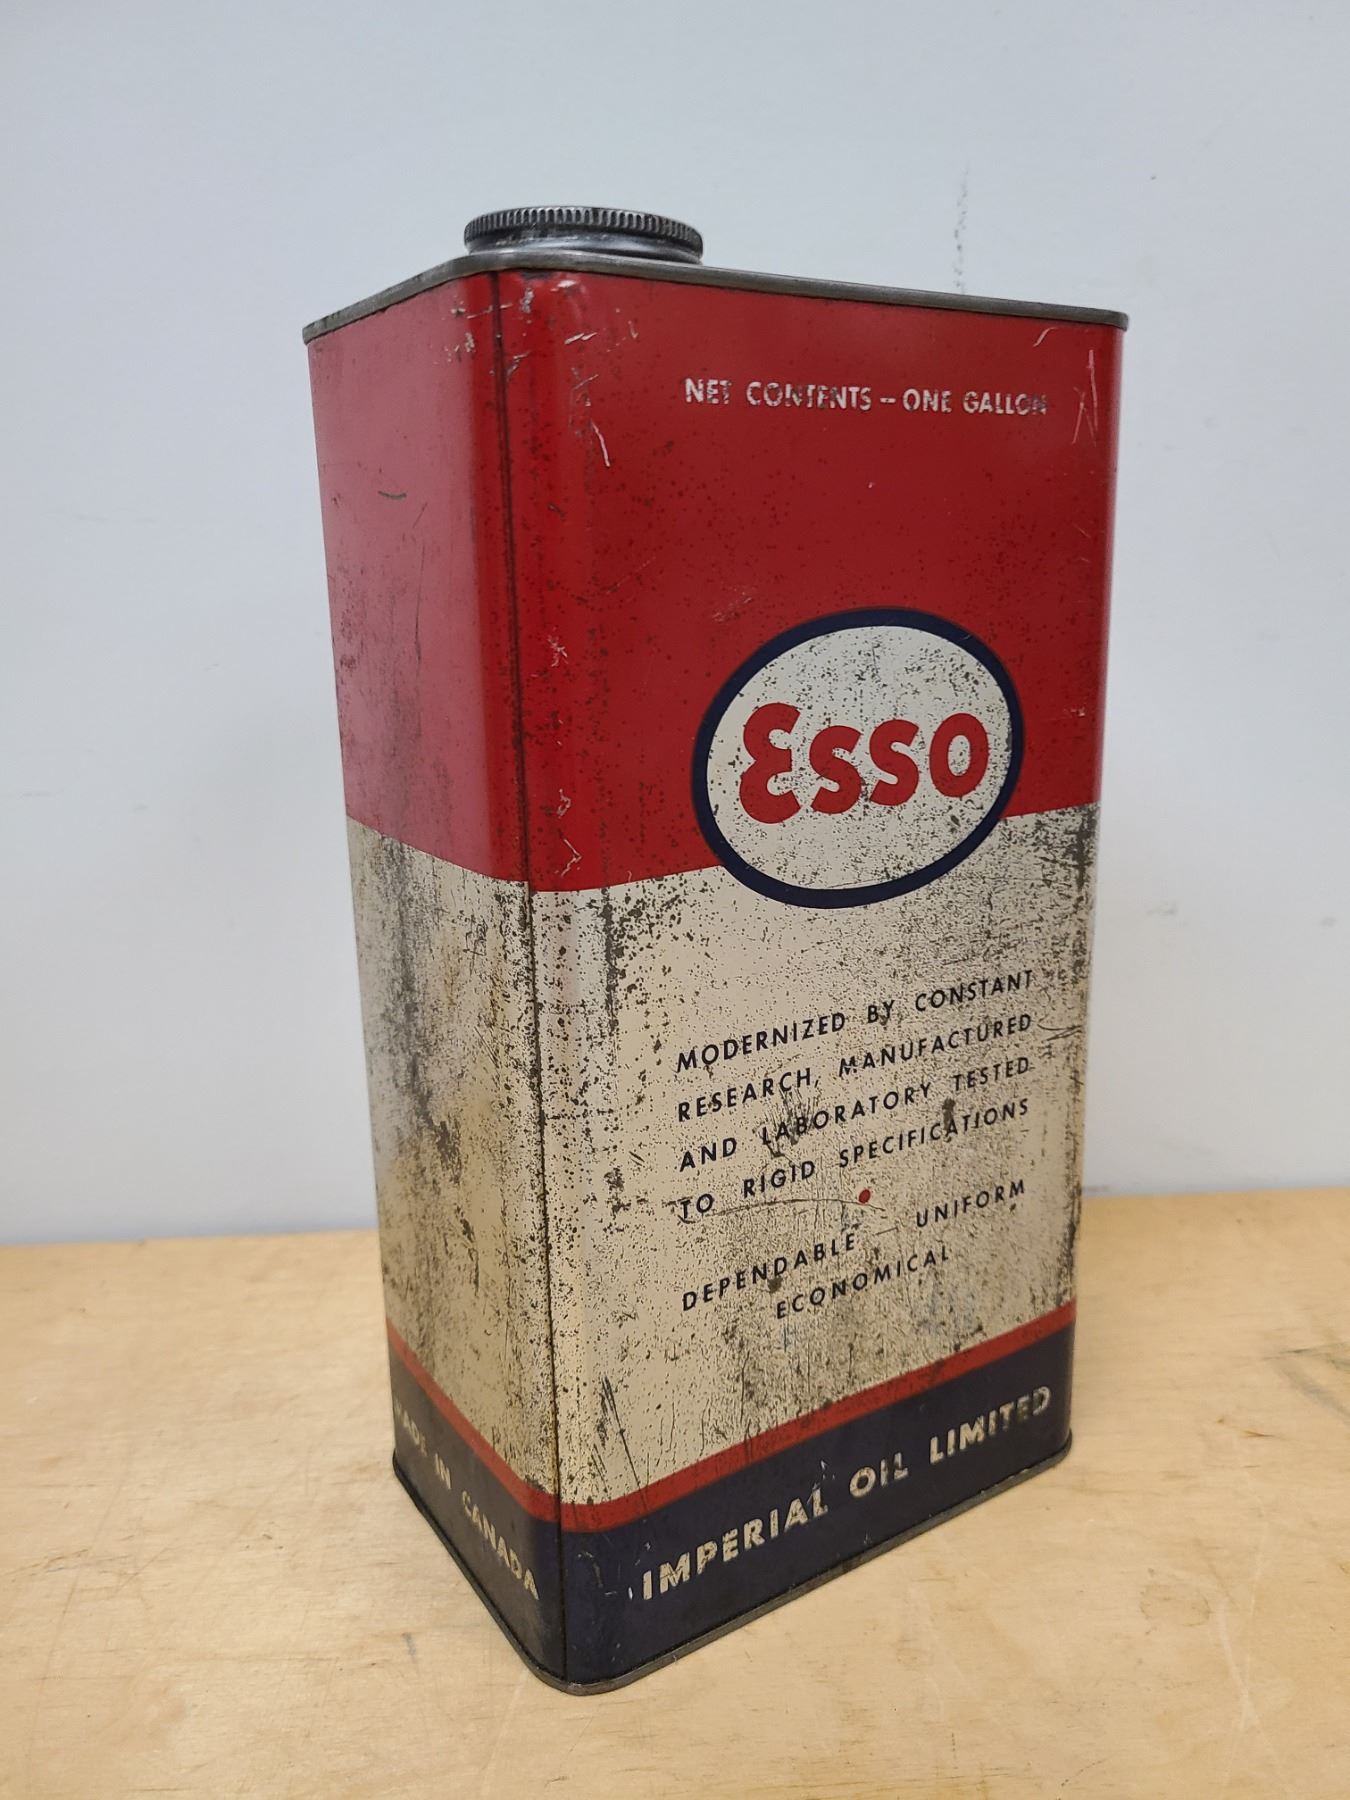 NET CONTENTS - ONE GALLON
Esso
MODERNIZED BY CONSTANT
RESEARCH, MANUFACTURED
AND LABORATORY TESTED
TO RIGID SPECIFICATIONS
DEPENDABLE UNIFORM
ECONOMICAL
IMPERIAL OIL LIMITED
MADE IN CANADA